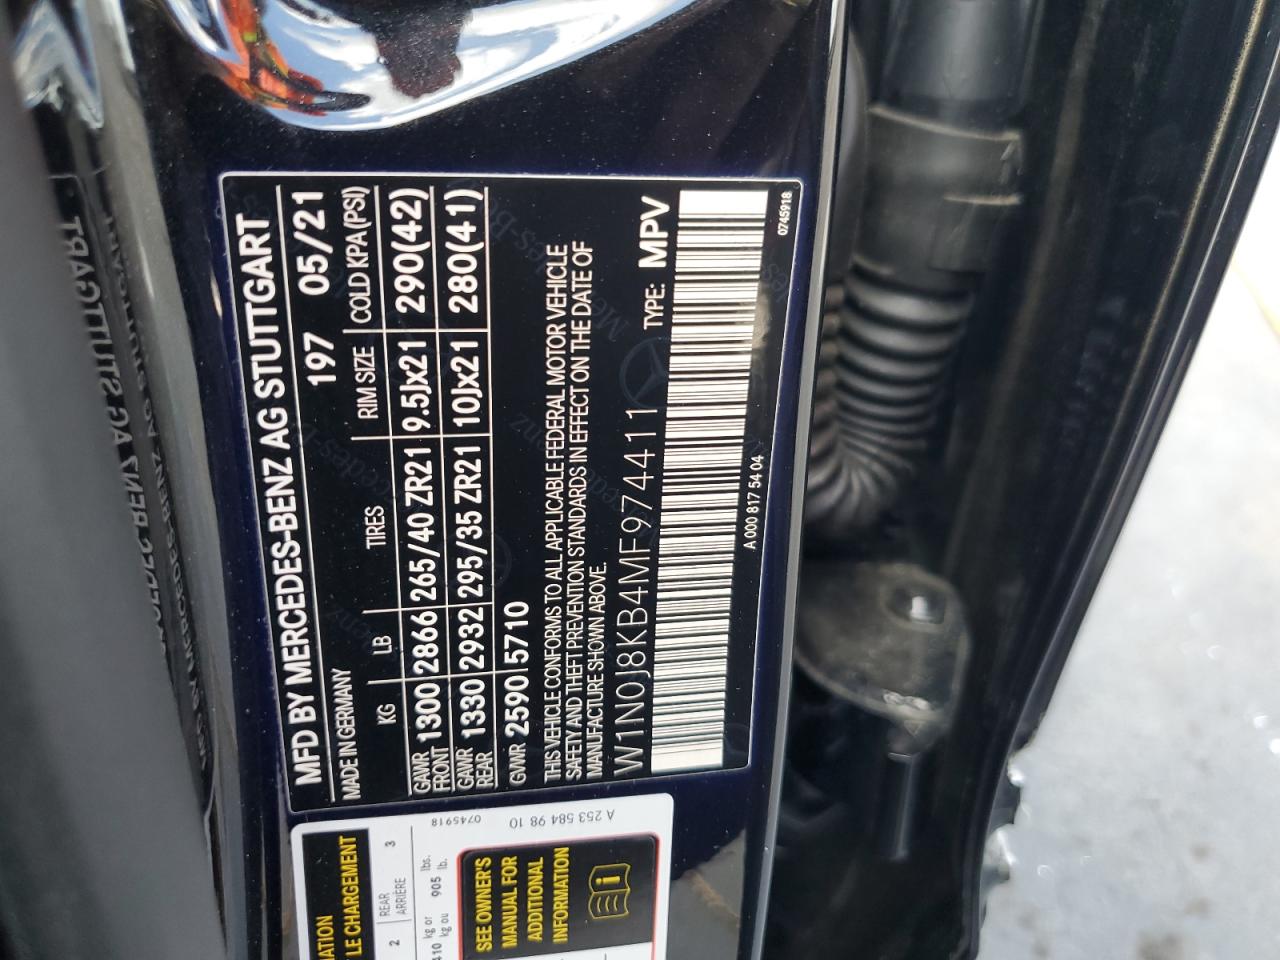 MFD BY MERCEDES-BENZ AG STUTTGART
MADE IN GERMANY 197 05/21
KG LB TIRES RIM SIZE COLD KPA(PSI)
GAWR FRONT 1300 2866 265/40 ZR21 9.5Jx21 290(42)
GAWR REAR 1330 2932 295/35 ZR21 10Jx21 280(41)
GVWR 2590 5710
THIS VEHICLE CONFORMS TO ALL APPLICABLE FEDERAL MOTOR VEHICLE
SAFETY AND THEFT PREVENTION STANDARDS IN EFFECT ON THE DATE OF
MANUFACTURE SHOWN ABOVE.
W1N0J8KB4MF974411 TYPE: MPV
A 000 817 54 04
0745918
LE CHARGEMENT
2 REAR ARRIÈRE 3
kg or 905 lbs.
kg ou lb.
SEE OWNER'S
MANUAL FOR
ADDITIONAL
INFORMATION
A 253 584 98 10
0745918